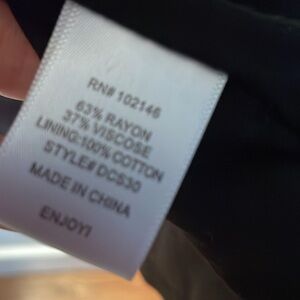 RN# 102146
63% RAYON
37% VISCOSE
LINING:100% COTTON
STYLE# DCS30
MADE IN CHINA
ENJOY!